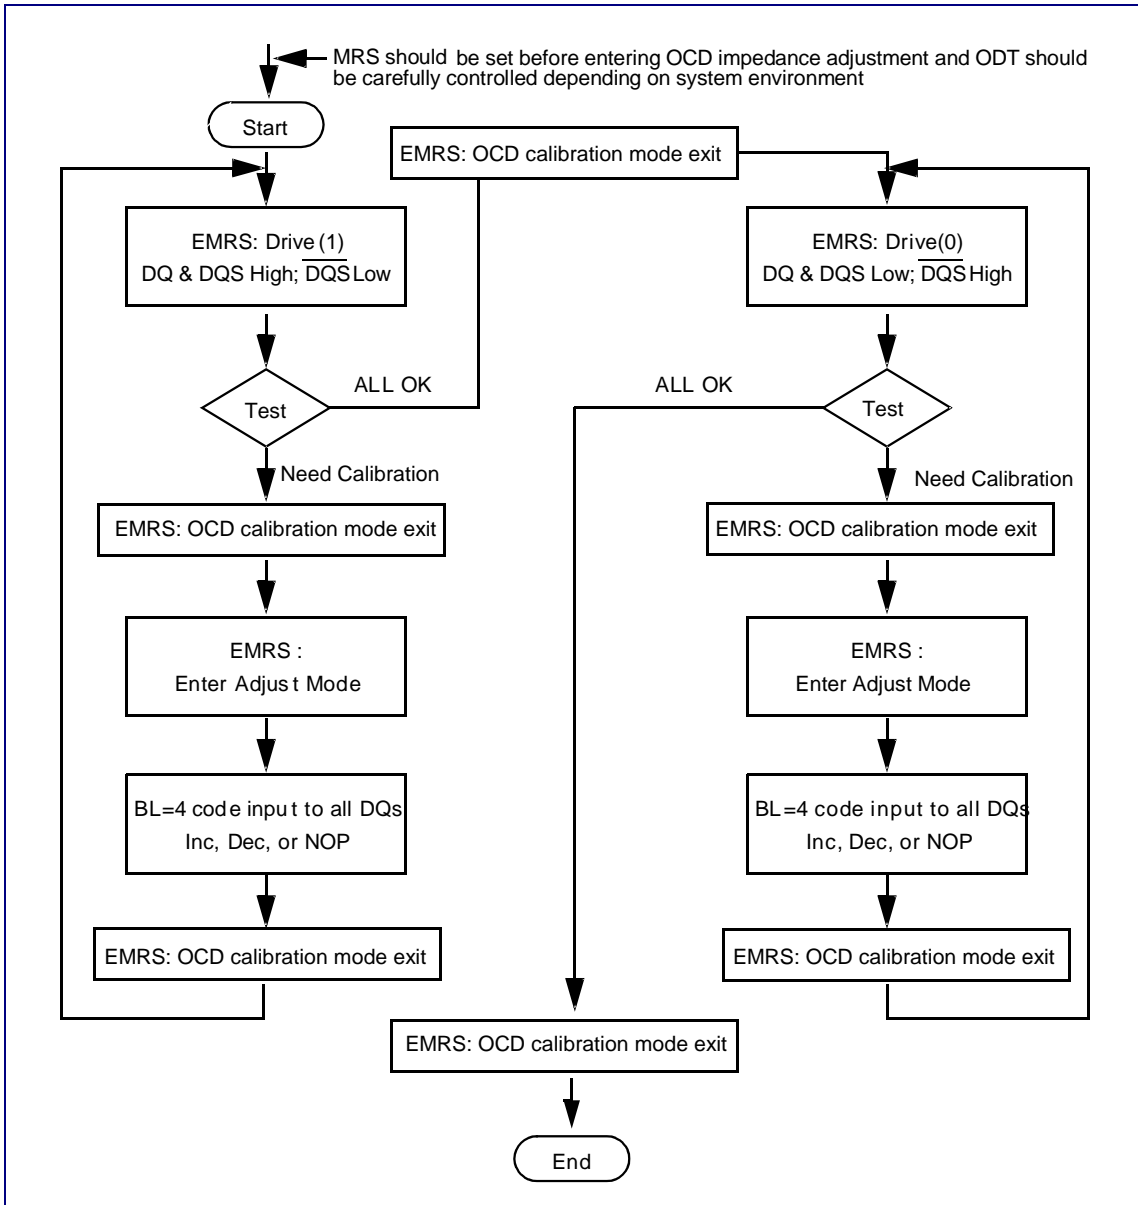 MRS should be set before entering OCD impedance adjustment and ODT should
be carefully controlled depending on system environment
Start
EMRS: OCD calibration mode exit
EMRS: Drive(1)
DQ & DQS High; D̅Q̅S̅ Low
EMRS: Drive(0)
DQ & DQS Low; D̅Q̅S̅ High
ALL OK
Test
ALL OK
Test
Need Calibration
Need Calibration
EMRS: OCD calibration mode exit
EMRS: OCD calibration mode exit
EMRS :
Enter Adjust Mode
EMRS :
Enter Adjust Mode
BL=4 code input to all DQs
Inc, Dec, or NOP
BL=4 code input to all DQs
Inc, Dec, or NOP
EMRS: OCD calibration mode exit
EMRS: OCD calibration mode exit
EMRS: OCD calibration mode exit
End